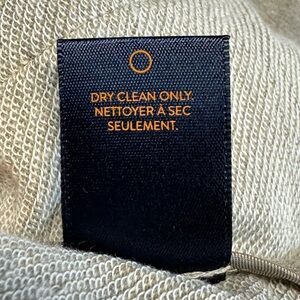 DRY CLEAN ONLY.
NETTOYER À SEC
SEULEMENT.